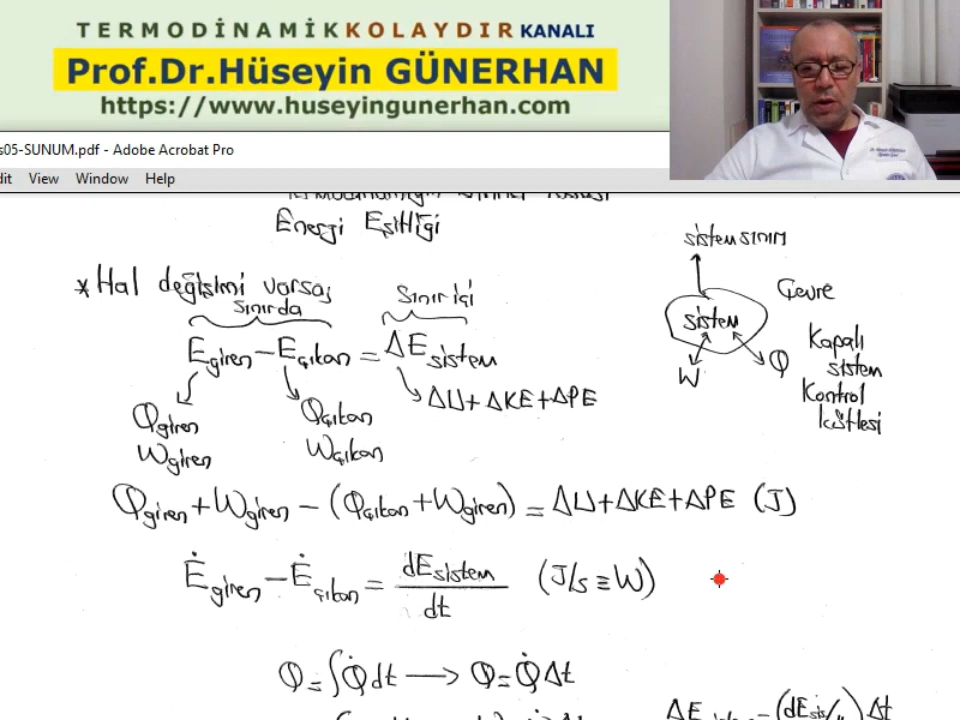 TERMODİNAMİKKOLAYDIR KANALI
Prof.Dr.Hüseyin GÜNERHAN
https://www.huseyingunerhan.com
s05-SUNUM.pdf - Adobe Acrobat Pro
dit View Window Help
Enerji Eşitliği
sistem sınırı
* Hal değişimi varsa;
Çevre
Sınırda
Sınır içi
sistem
E giren − E çıkan = ΔE sistem
Kapalı
sistem
W
Q
Kontrol
kütlesi
ΔU + ΔKE + ΔPE
Q giren
Q çıkan
W giren
W çıkan
Q giren + W giren − (Q çıkan + W giren) = ΔU + ΔKE + ΔPE (J)
Ė giren − Ė çıkan = dE sistem / dt (J/s ≡ W)
Q = ∫Q̇ dt → Q = Q̇ Δt